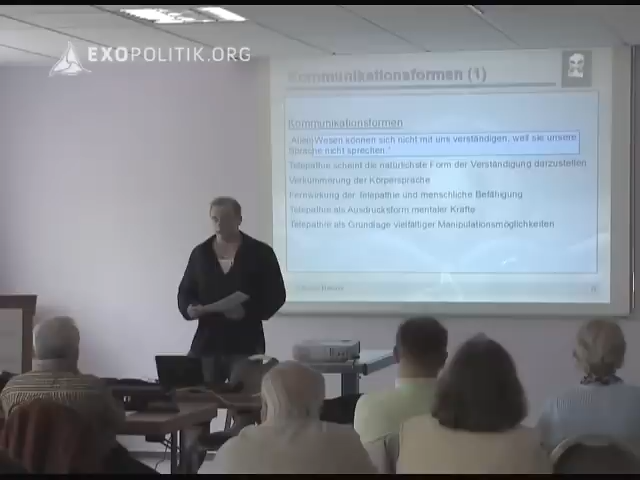 EXOPOLITIK.ORG
Kommunikationsformen (1)
Kommunikationsformen
Wesen können sich nicht mit uns verständigen, weil sie unsere
Sprache nicht sprechen."
Telepathie scheint die natürlichste Form der Verständigung darzustellen
Verkümmerung der Körpersprache
Fernwirkung der Telepathie und menschliche Befähigung
Telepathie als Ausdrucksform mentaler Kräfte
Telepathie als Grundlage vielfältiger Manipulationsmöglichkeiten